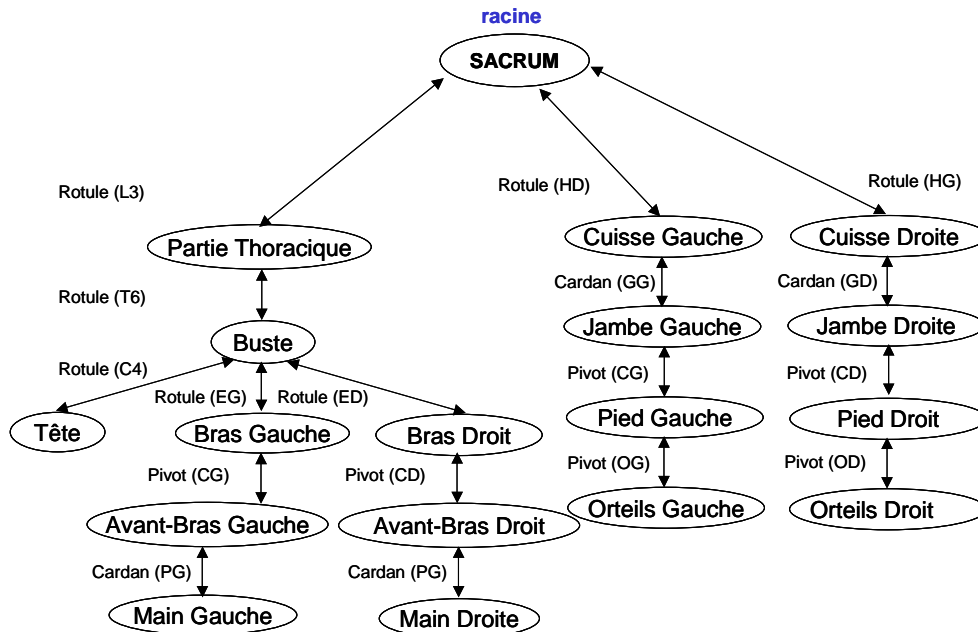 racine
SACRUM
Rotule (L3)
Rotule (HD)
Rotule (HG)
Partie Thoracique
Cuisse Gauche
Cuisse Droite
Rotule (T6)
Cardan (GG)
Cardan (GD)
Buste
Jambe Gauche
Jambe Droite
Rotule (C4)
Rotule (EG)
Rotule (ED)
Pivot (CG)
Pivot (CD)
Tête
Bras Gauche
Bras Droit
Pied Gauche
Pied Droit
Pivot (CG)
Pivot (CD)
Pivot (OG)
Pivot (OD)
Avant-Bras Gauche
Avant-Bras Droit
Orteils Gauche
Orteils Droit
Cardan (PG)
Cardan (PG)
Main Gauche
Main Droite